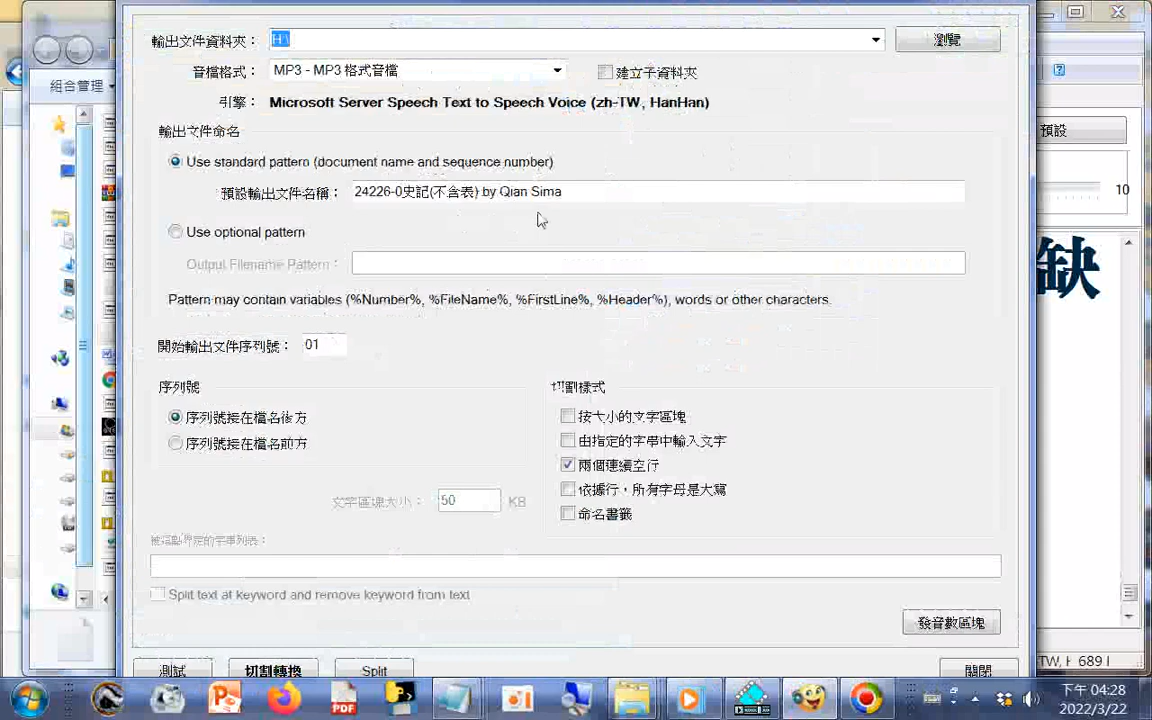 輸出文件資料夾： H:\ 瀏覽
音檔格式： MP3 - MP3 格式音檔 建立子資料夾
組合管理
引擎： Microsoft Server Speech Text to Speech Voice (zh-TW, HanHan)
輸出文件命名
預設
Use standard pattern (document name and sequence number)
預設輸出文件名稱： 24226-0史記(不含表) by Qian Sima
10
Use optional pattern
Output Filename Pattern：
缺
Pattern may contain variables (%Number%, %FileName%, %FirstLine%, %Header%), words or other characters.
開始輸出文件序列號： 01
序列號
序列號接在檔名後方
序列號接在檔名前方
切割樣式
按大小的文字區塊
由指定的字串中輸入文字
兩個連續空行
依據行，所有字母是大寫
命名書籤
文字區塊大小： 50 KB
Split text at keyword and remove keyword from text
發音數區塊
測試 切割轉換 Split 關閉
下午 04:28
2022/3/22